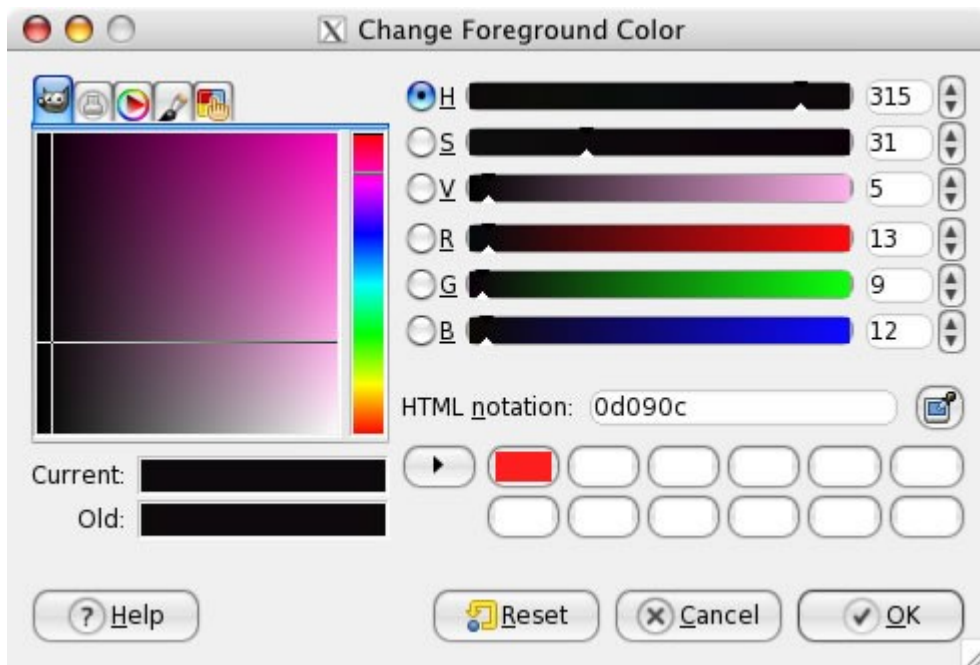 X Change Foreground Color
H 315
S 31
V 5
R 13
G 9
B 12
HTML notation: 0d090c
Current:
Old:
? Help
Reset
Cancel
OK